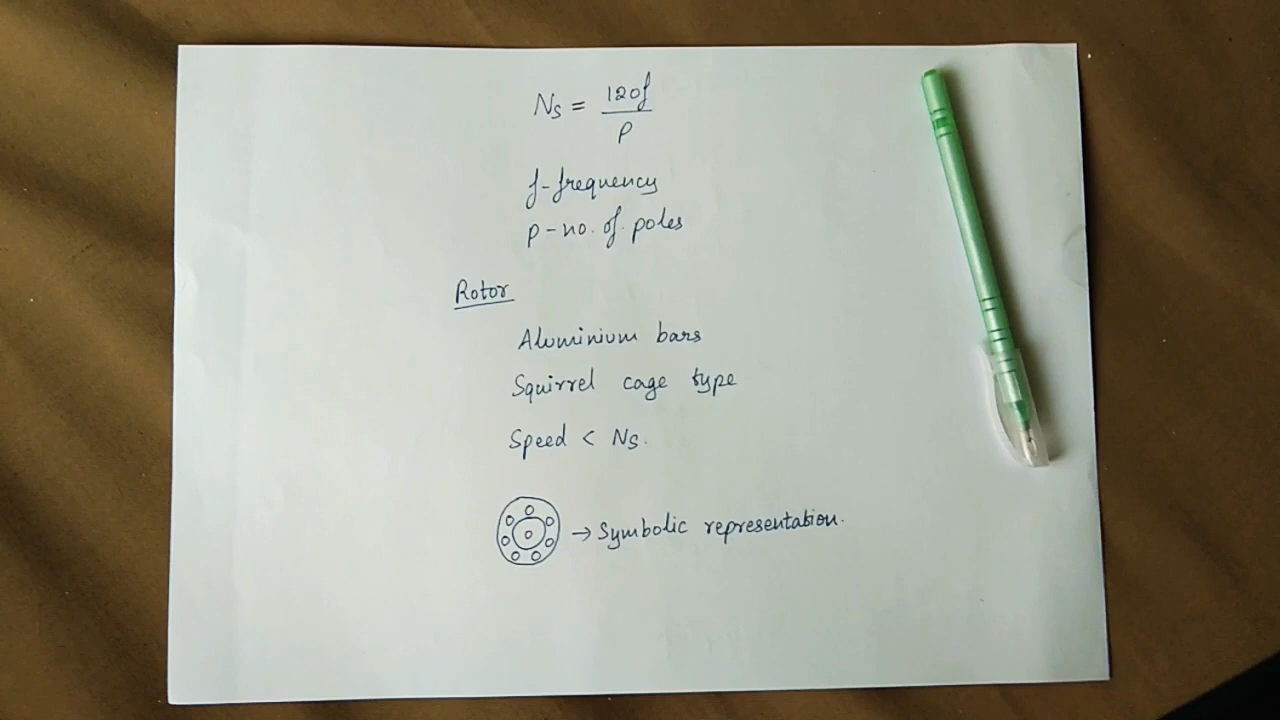 Ns = 120f
P
f-frequency
p-no. of. poles
Rotor
Aluminium bars
Squirrel cage type
Speed < Ns.
→ Symbolic representation.